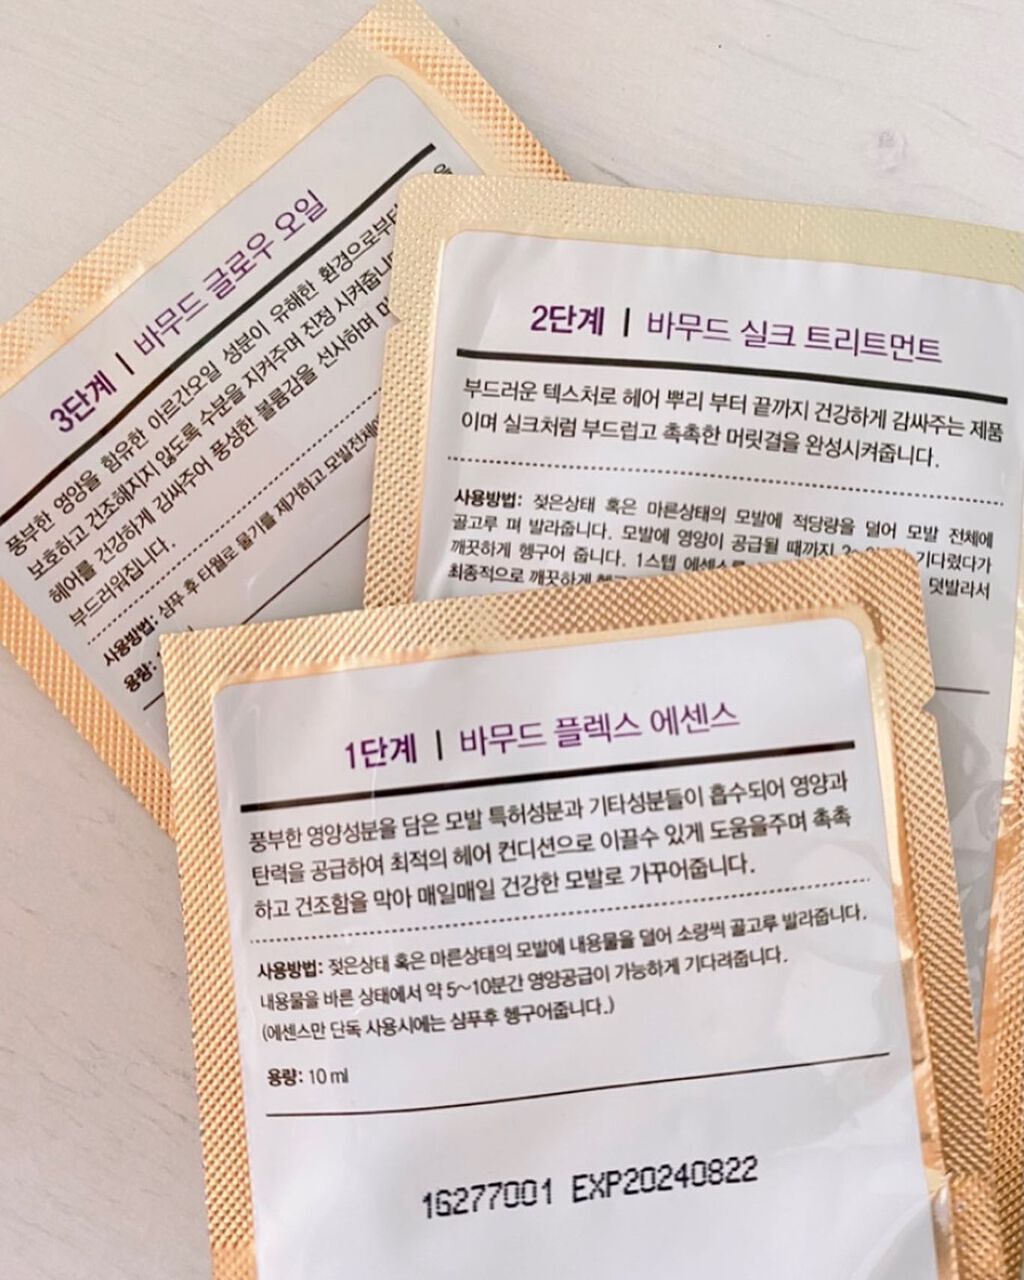 3단계 | 바무드 글로우 오일
풍부한 영양을 함유한 아르간오일 성분이 유해한 환경으로부터
보호하고 건조해지지 않도록 수분을 지켜주며 진정 시켜줍니
헤어를 건강하게 감싸주어 풍성한 볼륨감을 선사하며
부드러워집니다.
사용방법: 샴푸 후 타월로 물기를 제거하고 모발전체에
용량:
2단계 | 바무드 실크 트리트먼트
부드러운 텍스처로 헤어 뿌리 부터 끝까지 건강하게 감싸주는 제품
이며 실크처럼 부드럽고 촉촉한 머릿결을 완성시켜줍니다.
사용방법: 젖은상태 혹은 마른상태의 모발에 적당량을 덜어 모발 전체에
골고루 펴 발라줍니다. 모발에 영양이 공급될 때까지 기다렸다가
깨끗하게 헹구어 줍니다. 1스텝 에센스를 덧발라서
최종적으로 깨끗하게
1단계 | 바무드 플렉스 에센스
풍부한 영양성분을 담은 모발 특허성분과 기타성분들이 흡수되어 영양과
탄력을 공급하여 최적의 헤어 컨디션으로 이끌수 있게 도움을주며 촉촉
하고 건조함을 막아 매일매일 건강한 모발로 가꾸어줍니다.
사용방법: 젖은상태 혹은 마른상태의 모발에 내용물을 덜어 소량씩 골고루 발라줍니다.
내용물을 바른 상태에서 약 5~10분간 영양공급이 가능하게 기다려줍니다.
(에센스만 단독 사용시에는 샴푸후 헹구어줍니다.)
용량: 10 ml
1G277001 EXP20240822